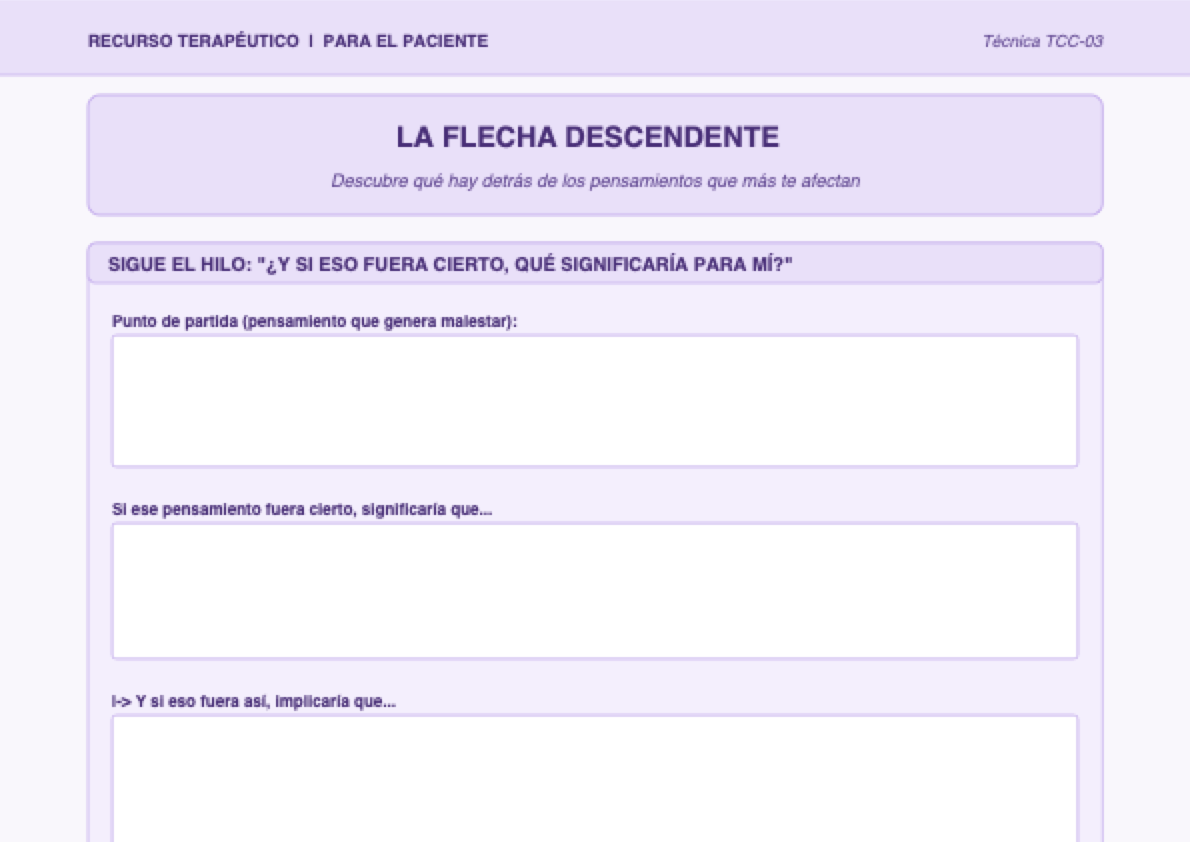 RECURSO TERAPÉUTICO | PARA EL PACIENTE
Técnica TCC-03
LA FLECHA DESCENDENTE
Descubre qué hay detrás de los pensamientos que más te afectan
SIGUE EL HILO: "¿Y SI ESO FUERA CIERTO, QUÉ SIGNIFICARÍA PARA MÍ?"
Punto de partida (pensamiento que genera malestar):
Si ese pensamiento fuera cierto, significaría que...
|-> Y si eso fuera así, implicaría que...